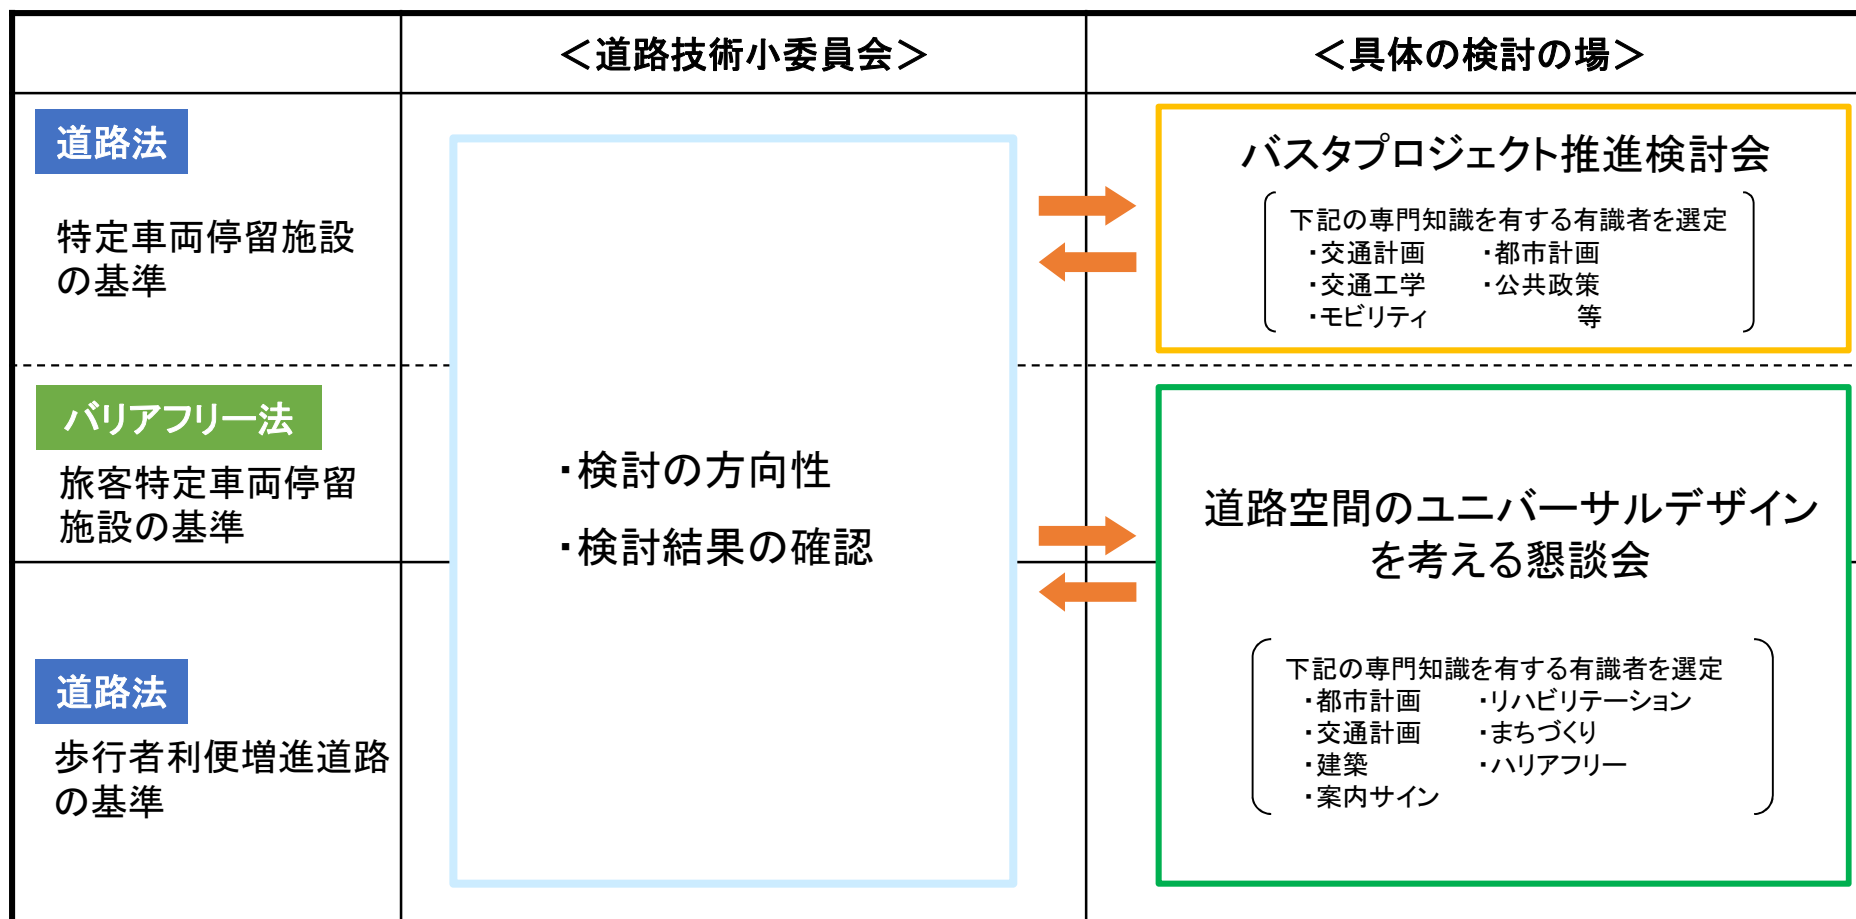 ＜道路技術小委員会＞
＜具体の検討の場＞
道路法
特定車両停留施設
の基準
バリアフリー法
旅客特定車両停留
施設の基準
道路法
歩行者利便増進道路
の基準
・検討の方向性
・検討結果の確認
バスタプロジェクト推進検討会
下記の専門知識を有する有識者を選定
・交通計画　・都市計画
・交通工学　・公共政策
・モビリティ　等
道路空間のユニバーサルデザイン
を考える懇談会
下記の専門知識を有する有識者を選定
・都市計画　・リハビリテーション
・交通計画　・まちづくり
・建築　・ハリアフリー
・案内サイン